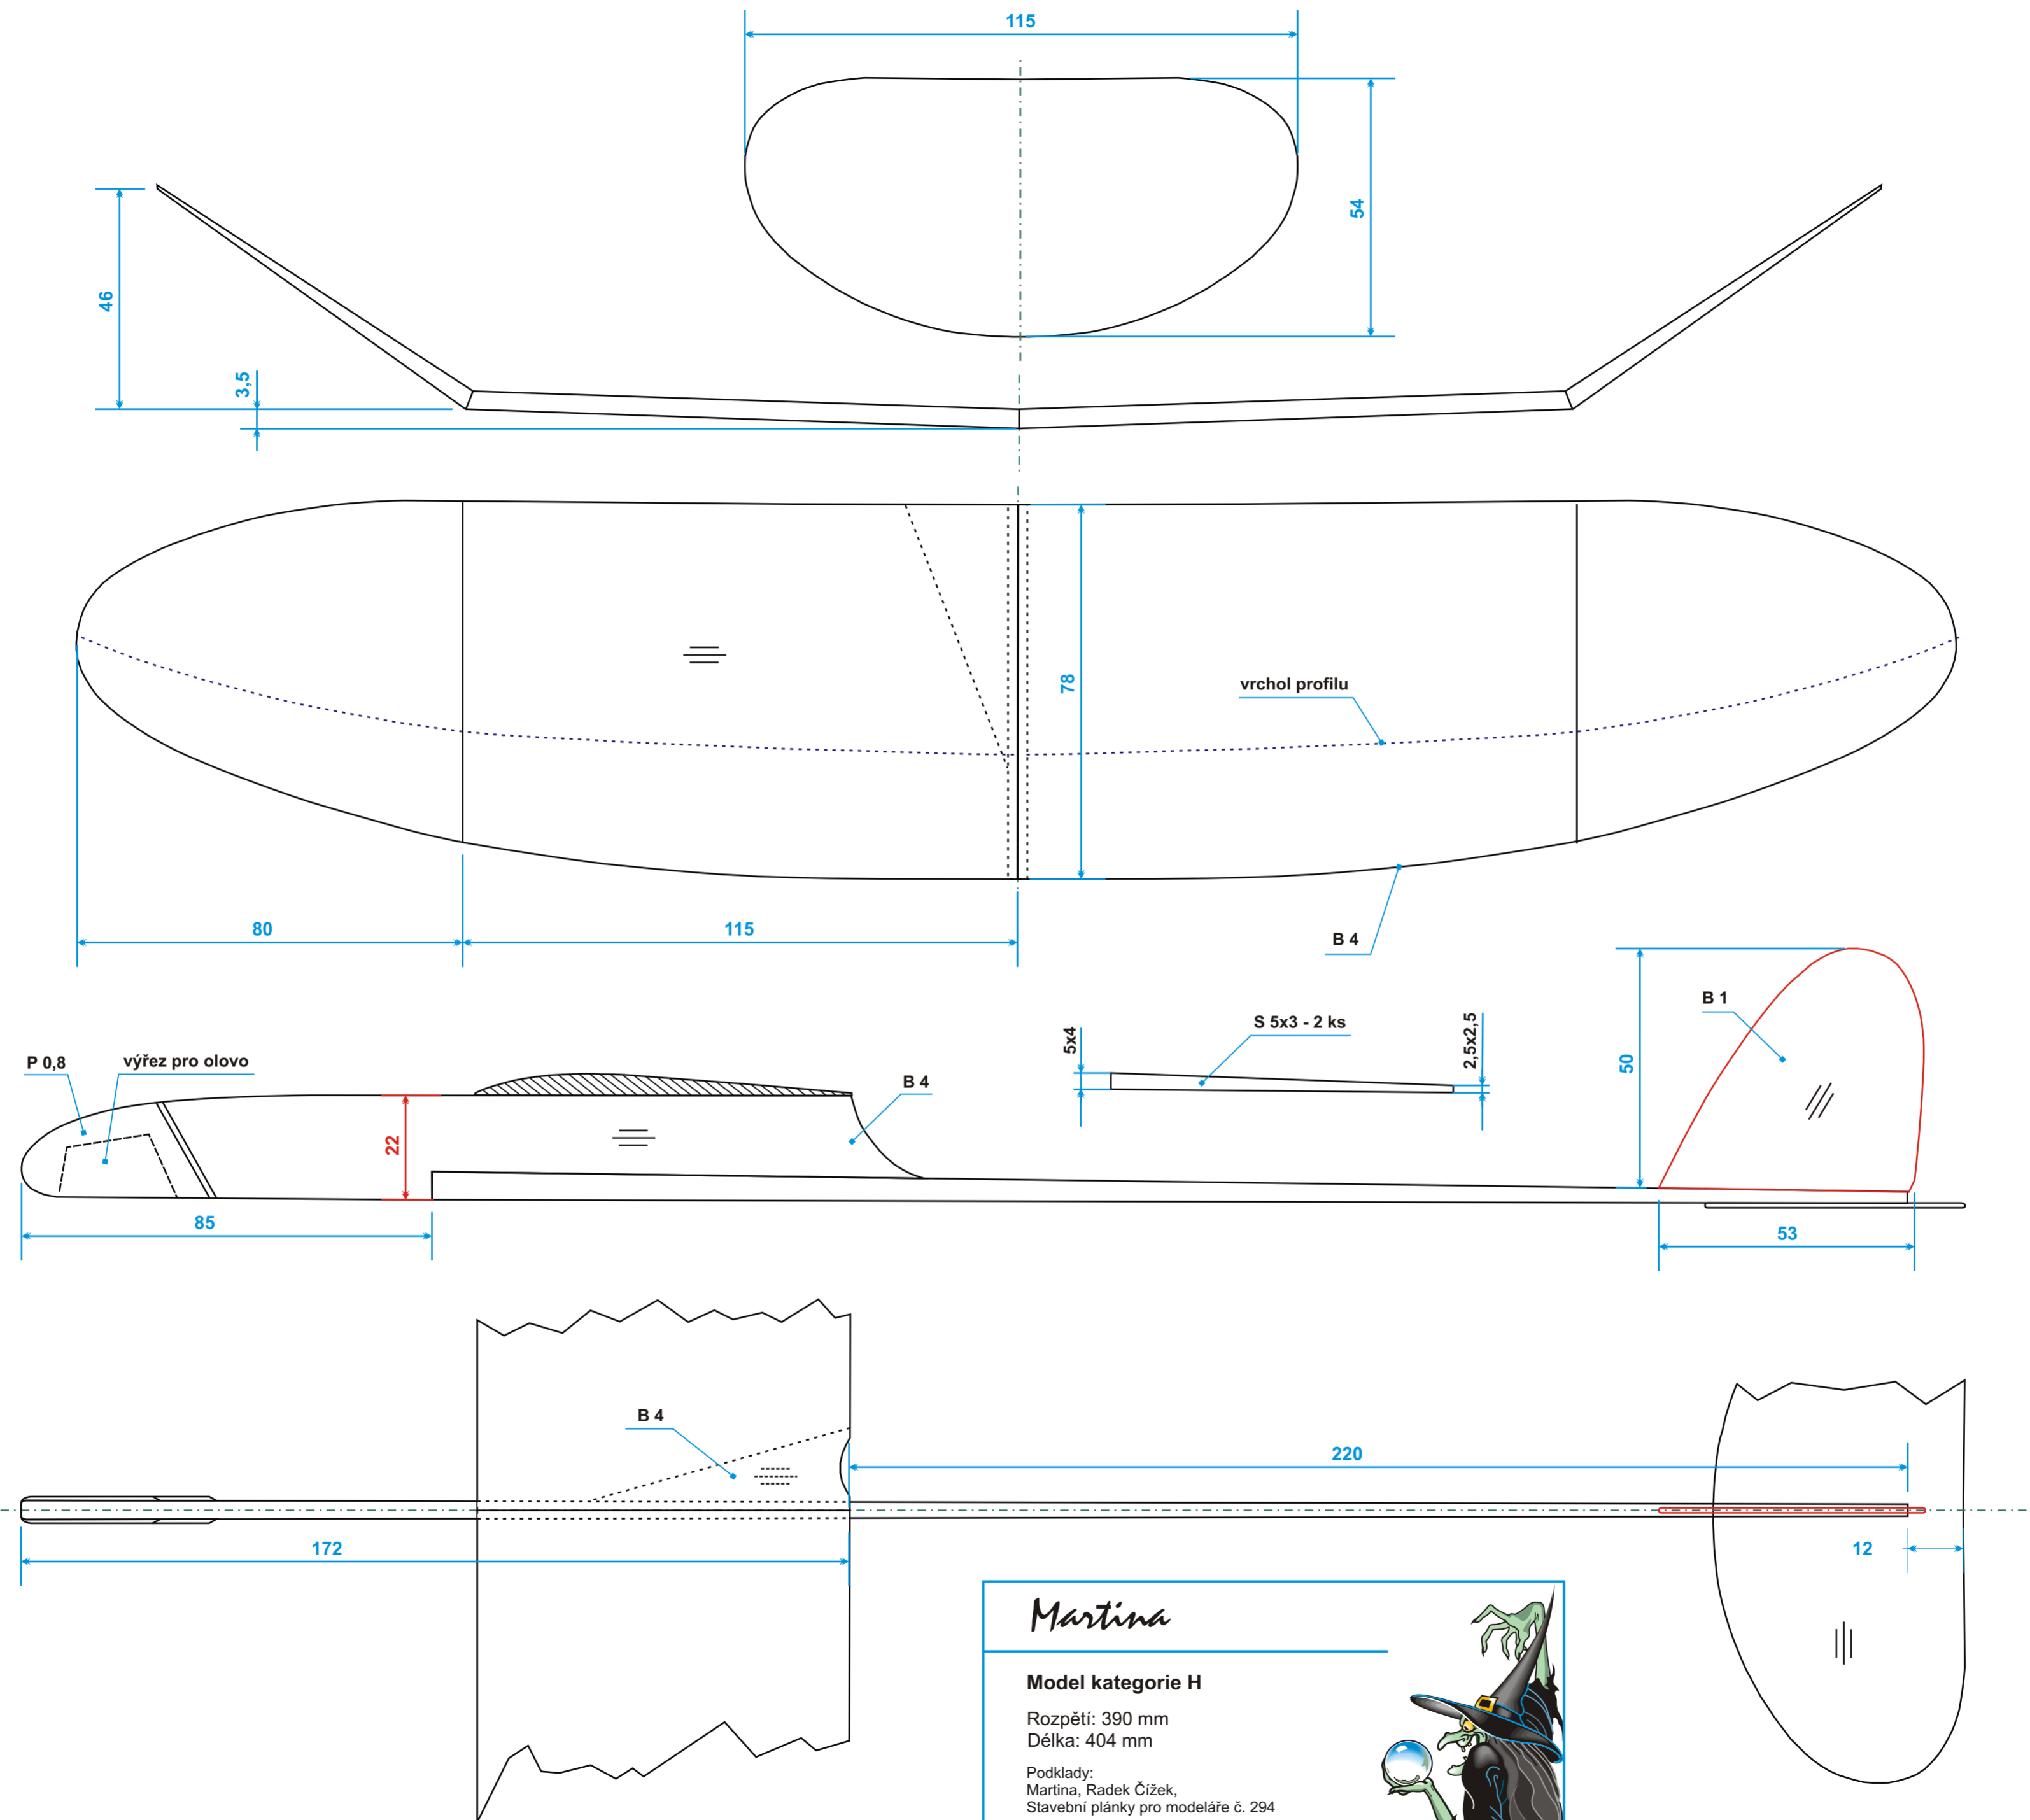 115
54
46
3,5
78
vrchol profilu
80
115
B 4
50
B 1
5x4
S 5x3 - 2 ks
2,5x2,5
P 0,8
výřez pro olovo
22
B 4
85
53
B 4
220
172
12
Martina
Model kategorie H
Rozpětí: 390 mm
Délka: 404 mm
Podklady:
Martina, Radek Čížek,
Stavební plánky pro modeláře č. 294